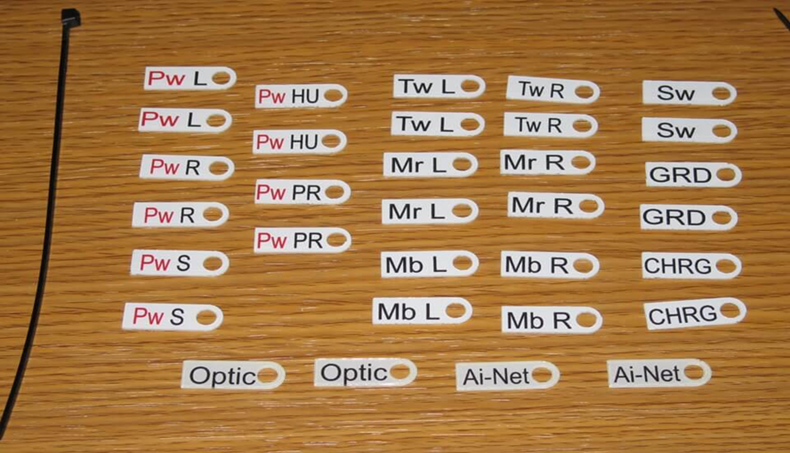 Pw L
Pw L
Pw R
Pw R
Pw S
Pw S
Pw HU
Pw HU
Pw PR
Pw PR
Tw L
Tw L
Mr L
Mr L
Mb L
Mb L
Tw R
Tw R
Mr R
Mr R
Mb R
Mb R
Sw
Sw
GRD
GRD
CHRG
CHRG
Optic
Optic
Ai-Net
Ai-Net